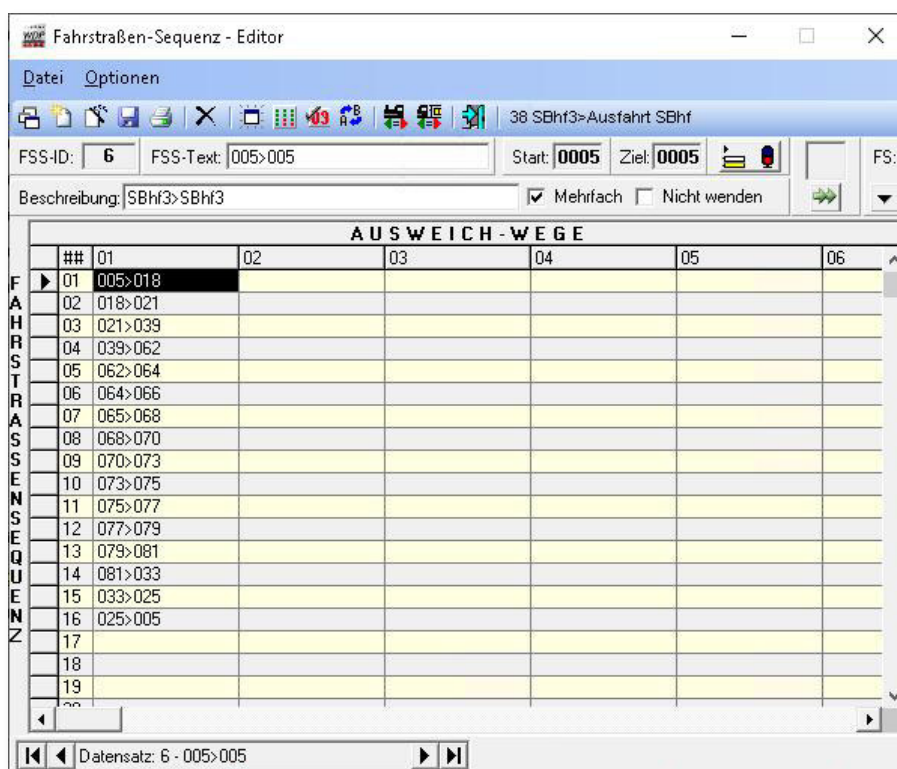 Fahrstraßen-Sequenz - Editor
Datei Optionen
38 SBhf3>Ausfahrt SBhf
FSS-ID: 6 FSS-Text: 005>005 Start: 0005 Ziel: 0005 FS:
Beschreibung: SBhf3>SBhf3 Mehrfach Nicht wenden
AUSWEICH-WEGE
## 01 02 03 04 05 06
FAHRSTRASSENSEQUENZ
01 005>018
02 018>021
03 021>039
04 039>062
05 062>064
06 064>066
07 065>068
08 068>070
09 070>073
10 073>075
11 075>077
12 077>079
13 079>081
14 081>033
15 033>025
16 025>005
17
18
19
Datensatz: 6 - 005>005